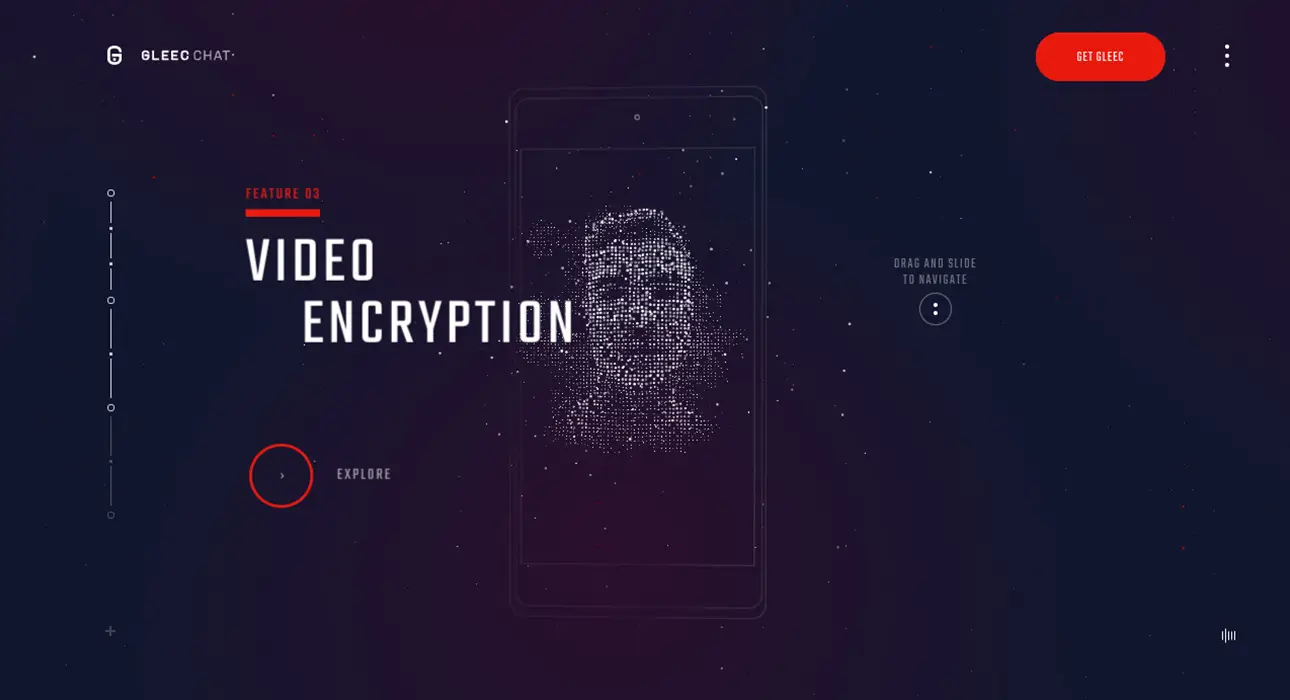 GLEEC CHAT
GET GLEEC
FEATURE 03
VIDEO
ENCRYPTION
DRAG AND SLIDE
TO NAVIGATE
EXPLORE